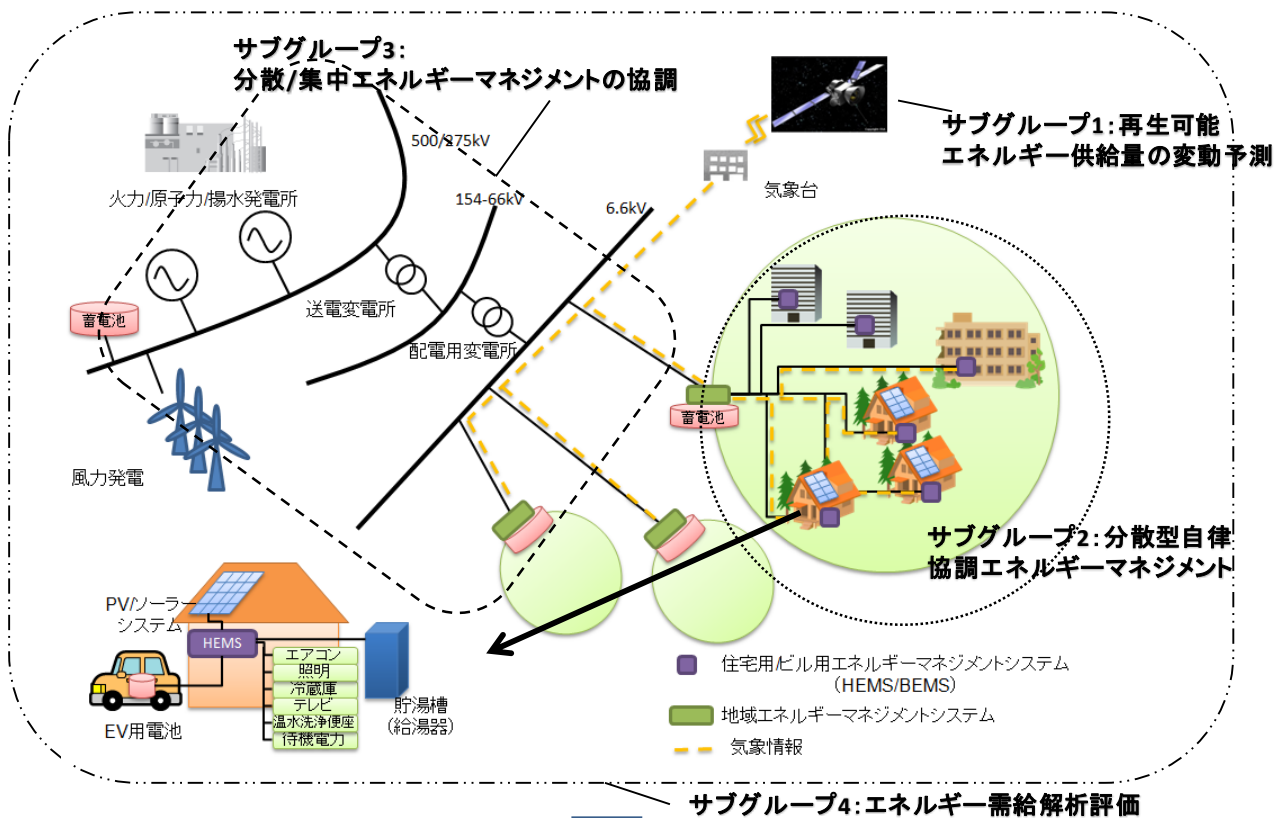 サブグループ3：
分散/集中エネルギーマネジメントの協調
サブグループ1：再生可能
エネルギー供給量の変動予測
500/275kV
火力/原子力/揚水発電所
154-66kV
6.6kV
気象台
蓄電池
送電変電所
配電用変電所
蓄電池
風力発電
サブグループ2：分散型自律
協調エネルギーマネジメント
PV/ソーラー
システム
HEMS
エアコン
照明
冷蔵庫
テレビ
温水洗浄便座
待機電力
EV用電池
貯湯槽
(給湯器)
住宅用/ビル用エネルギーマネジメントシステム
（HEMS/BEMS）
地域エネルギーマネジメントシステム
気象情報
サブグループ4：エネルギー需給解析評価